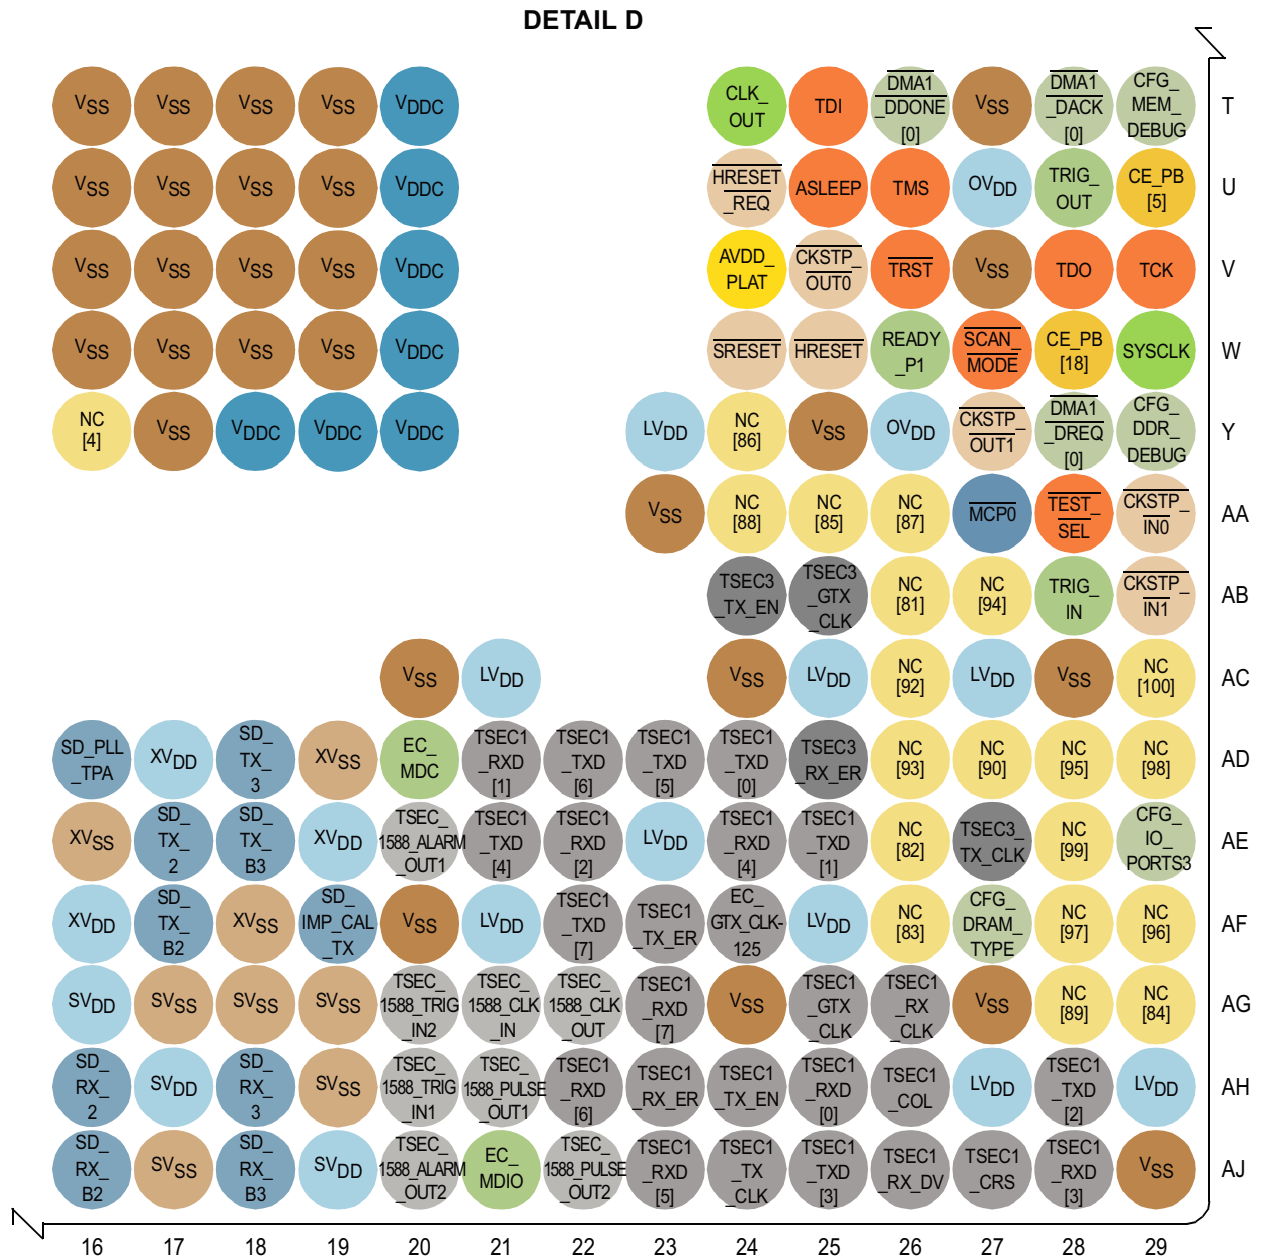 DETAIL D
VSS VSS VSS VSS VDDC CLK_OUT TDI DMA1_DDONE[0] VSS DMA1_DACK[0] CFG_MEM_DEBUG T
VSS VSS VSS VSS VDDC HRESET_REQ ASLEEP TMS OVDD TRIG_OUT CE_PB[5] U
VSS VSS VSS VSS VDDC AVDD_PLAT CKSTP_OUT0 TRST VSS TDO TCK V
VSS VSS VSS VSS VDDC SRESET HRESET READY_P1 SCAN_MODE CE_PB[18] SYSCLK W
NC[4] VSS VDDC VDDC VDDC LVDD NC[86] VSS OVDD CKSTP_OUT1 DMA1_DREQ[0] CFG_DDR_DEBUG Y
VSS NC[88] NC[85] NC[87] MCP0 TEST_SEL CKSTP_IN0 AA
TSEC3_TX_EN TSEC3_GTX_CLK NC[81] NC[94] TRIG_IN CKSTP_IN1 AB
VSS LVDD VSS LVDD NC[92] LVDD VSS NC[100] AC
SD_PLL_TPA XVDD SD_TX_3 XVSS EC_MDC TSEC1_RXD[1] TSEC1_TXD[6] TSEC1_TXD[5] TSEC1_TXD[0] TSEC3_RX_ER NC[93] NC[90] NC[95] NC[98] AD
XVSS SD_TX_2 SD_TX_B3 XVDD TSEC_1588_ALARM_OUT1 TSEC1_TXD[4] TSEC1_RXD[2] LVDD TSEC1_RXD[4] TSEC1_TXD[1] NC[82] TSEC3_TX_CLK NC[99] CFG_IO_PORTS3 AE
XVDD SD_TX_B2 XVSS SD_IMP_CAL_TX VSS LVDD TSEC1_TXD[7] TSEC1_TX_ER EC_GTX_CLK-125 LVDD NC[83] CFG_DRAM_TYPE NC[97] NC[96] AF
SVDD SVSS SVSS SVSS TSEC_1588_TRIG_IN2 TSEC_1588_CLK_IN TSEC_1588_CLK_OUT TSEC1_RXD[7] VSS TSEC1_GTX_CLK TSEC1_RX_CLK VSS NC[89] NC[84] AG
SD_RX_2 SVDD SD_RX_3 SVSS TSEC_1588_TRIG_IN1 TSEC_1588_PULSE_OUT1 TSEC1_RXD[6] TSEC1_RX_ER TSEC1_TX_EN TSEC1_RXD[0] TSEC1_COL LVDD TSEC1_TXD[2] LVDD AH
SD_RX_B2 SVSS SD_RX_B3 SVDD TSEC_1588_ALARM_OUT2 EC_MDIO TSEC_1588_PULSE_OUT2 TSEC1_RXD[5] TSEC1_TX_CLK TSEC1_TXD[3] TSEC1_RX_DV TSEC1_CRS TSEC1_RXD[3] VSS AJ
16 17 18 19 20 21 22 23 24 25 26 27 28 29